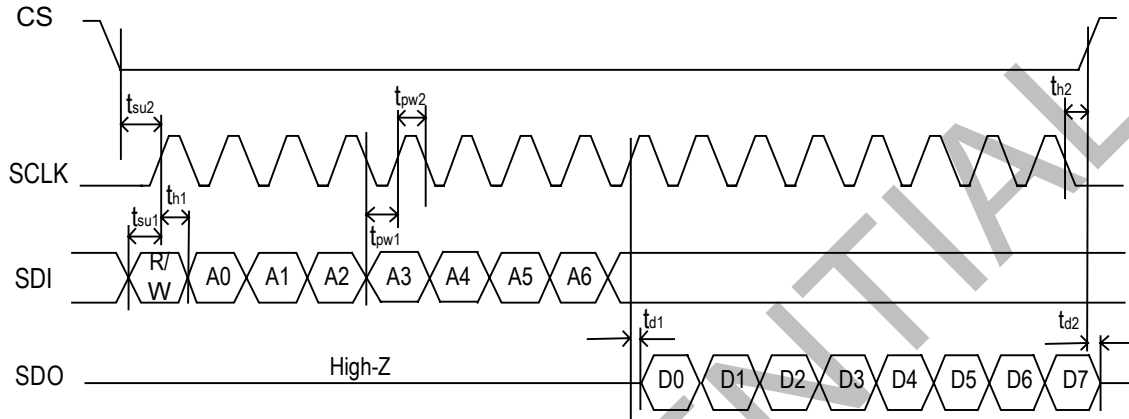 CS
tsu2
tpw2
th2
SCLK
tsu1
th1
tpw1
SDI
R/
W
A0
A1
A2
A3
A4
A5
A6
td1
td2
SDO
High-Z
D0
D1
D2
D3
D4
D5
D6
D7
ENTIAL